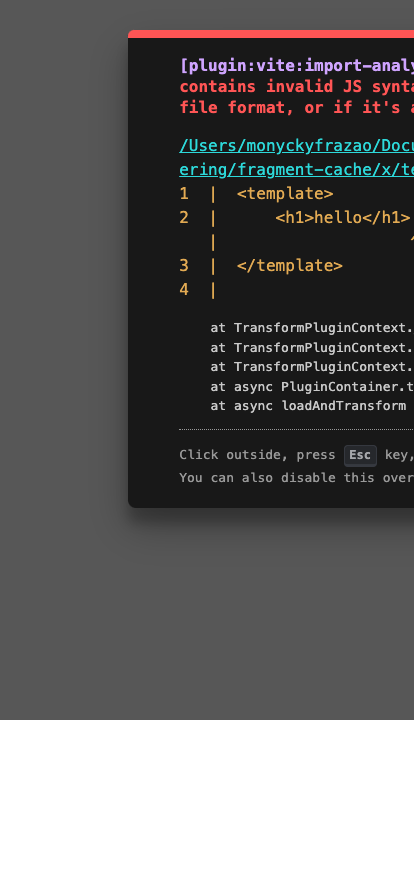 [plugin:vite:import-analy
contains invalid JS synta
file format, or if it's a
/Users/monyckyfrazao/Docu
ering/fragment-cache/x/te
1 | <template>
2 |     <h1>hello</h1>
  |                   ^
3 | </template>
4 |
at TransformPluginContext.
at TransformPluginContext.
at TransformPluginContext.
at async PluginContainer.t
at async loadAndTransform
Click outside, press Esc key,
You can also disable this over